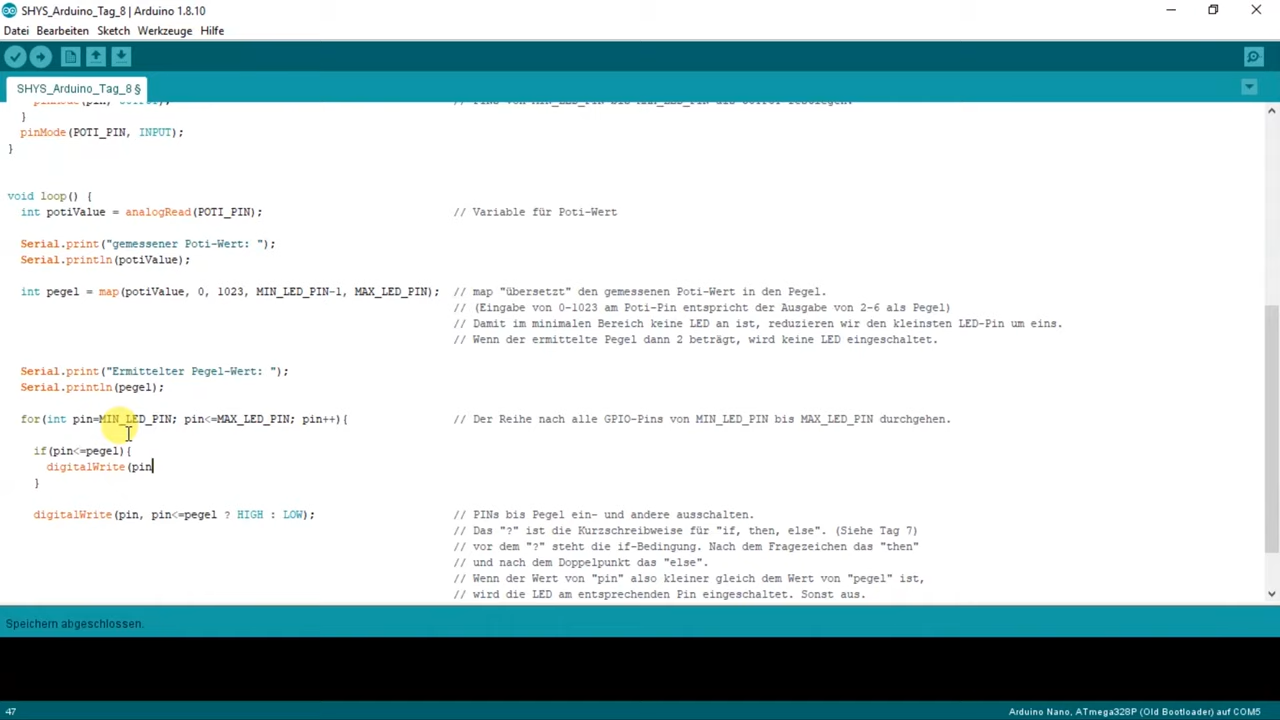 SHYS_Arduino_Tag_8 | Arduino 1.8.10
Datei Bearbeiten Sketch Werkzeuge Hilfe
SHYS_Arduino_Tag_8 §
}
pinMode(POTI_PIN, INPUT);
}
void loop() {
int potiValue = analogRead(POTI_PIN); // Variable für Poti-Wert
Serial.print("gemessener Poti-Wert: ");
Serial.println(potiValue);
int pegel = map(potiValue, 0, 1023, MIN_LED_PIN-1, MAX_LED_PIN); // map "übersetzt" den gemessenen Poti-Wert in den Pegel.
// (Eingabe von 0-1023 am Poti-Pin entspricht der Ausgabe von 2-6 als Pegel)
// Damit im minimalen Bereich keine LED an ist, reduzieren wir den kleinsten LED-Pin um eins.
// Wenn der ermittelte Pegel dann 2 beträgt, wird keine LED eingeschaltet.
Serial.print("Ermittelter Pegel-Wert: ");
Serial.println(pegel);
for(int pin=MIN_LED_PIN; pin<=MAX_LED_PIN; pin++){ // Der Reihe nach alle GPIO-Pins von MIN_LED_PIN bis MAX_LED_PIN durchgehen.
if(pin<=pegel){
digitalWrite(pin
}
digitalWrite(pin, pin<=pegel ? HIGH : LOW); // PINs bis Pegel ein- und andere ausschalten.
// Das "?" ist die Kurzschreibweise für "if, then, else". (Siehe Tag 7)
// vor dem "?" steht die if-Bedingung. Nach dem Fragezeichen das "then"
// und nach dem Doppelpunkt das "else".
// Wenn der Wert von "pin" also kleiner gleich dem Wert von "pegel" ist,
// wird die LED am entsprechenden Pin eingeschaltet. Sonst aus.
Speichern abgeschlossen.
47 Arduino Nano, ATmega328P (Old Bootloader) auf COM5